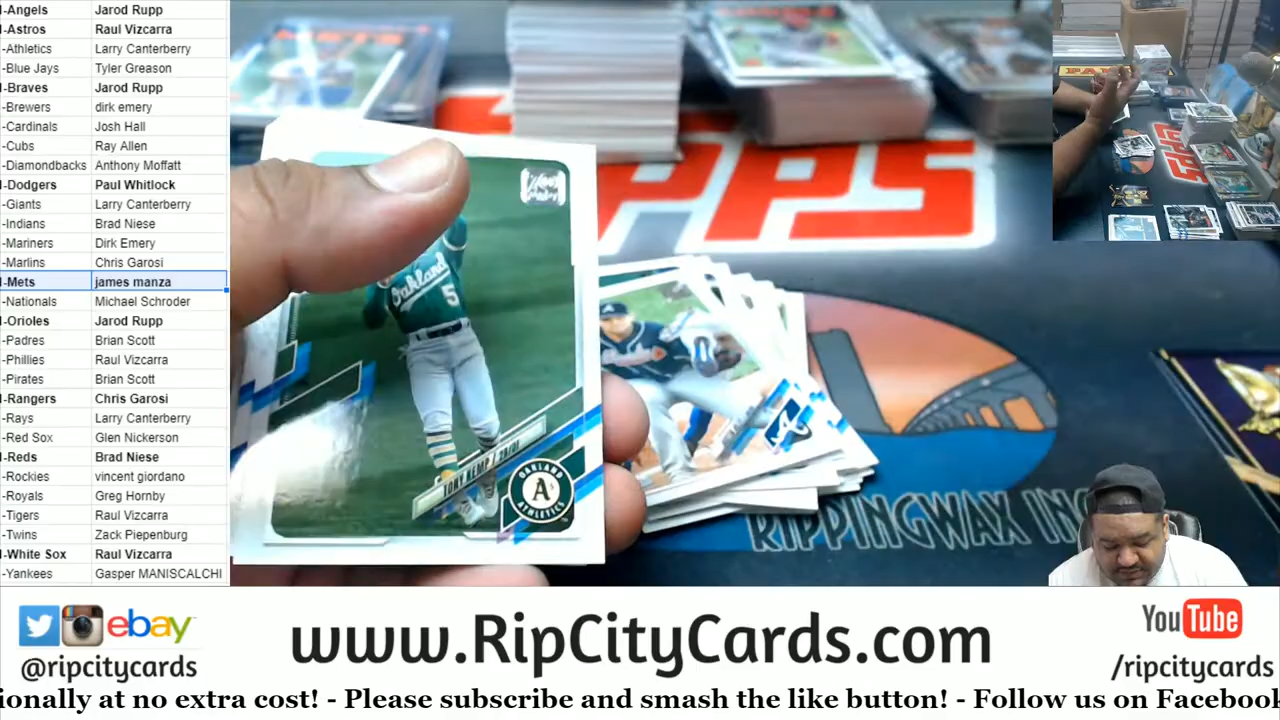 -Angels Jarod Rupp
-Astros Raul Vizcarra
-Athletics Larry Canterberry
-Blue Jays Tyler Greason
-Braves Jarod Rupp
-Brewers dirk emery
-Cardinals Josh Hall
-Cubs Ray Allen
-Diamondbacks Anthony Moffatt
-Dodgers Paul Whitlock
-Giants Larry Canterberry
-Indians Brad Niese
-Mariners Dirk Emery
-Marlins Chris Garosi
-Mets james manza
-Nationals Michael Schroder
-Orioles Jarod Rupp
-Padres Brian Scott
-Phillies Raul Vizcarra
-Pirates Brian Scott
-Rangers Chris Garosi
-Rays Larry Canterberry
-Red Sox Glen Nickerson
-Reds Brad Niese
-Rockies vincent giordano
-Royals Greg Hornby
-Tigers Raul Vizcarra
-Twins Zack Piepenburg
-White Sox Raul Vizcarra
-Yankees Gasper MANISCALCHI
PPS
Oakland
5
TONY KEMP
OAKLAND
A's
ATHLETICS
RIPPINGWAX INC
ebay
@ripcitycards
www.RipCityCards.com
YouTube
/ripcitycards
ionally at no extra cost! - Please subscribe and smash the like button! - Follow us on Facebook